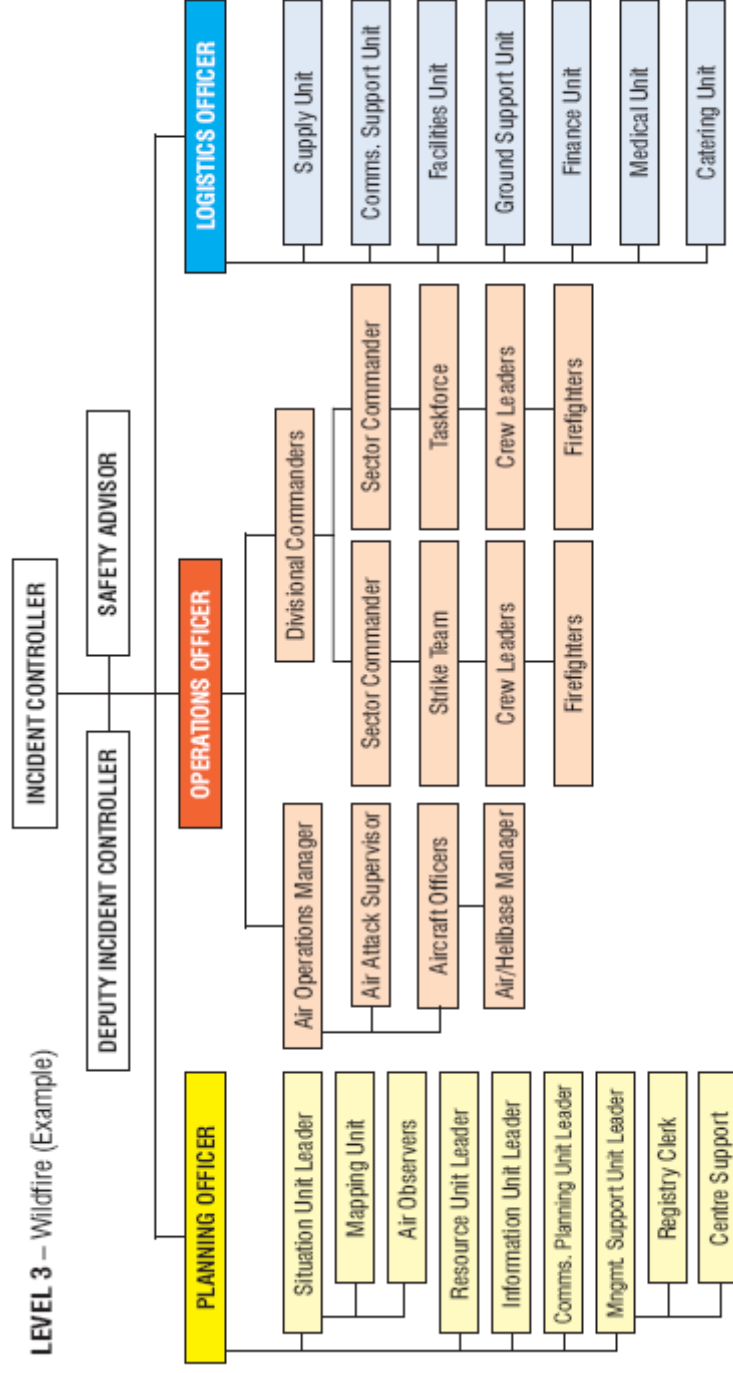 LEVEL 3 – Wildfire (Example)
INCIDENT CONTROLLER
DEPUTY INCIDENT CONTROLLER
SAFETY ADVISOR
PLANNING OFFICER
Situation Unit Leader
Mapping Unit
Air Observers
Resource Unit Leader
Information Unit Leader
Comms. Planning Unit Leader
Mngmt. Support Unit Leader
Registry Clerk
Centre Support
OPERATIONS OFFICER
Air Operations Manager
Air Attack Supervisor
Aircraft Officers
Air/Helibase Manager
Divisional Commanders
Sector Commander
Strike Team
Crew Leaders
Firefighters
Sector Commander
Taskforce
Crew Leaders
Firefighters
LOGISTICS OFFICER
Supply Unit
Comms. Support Unit
Facilities Unit
Ground Support Unit
Finance Unit
Medical Unit
Catering Unit